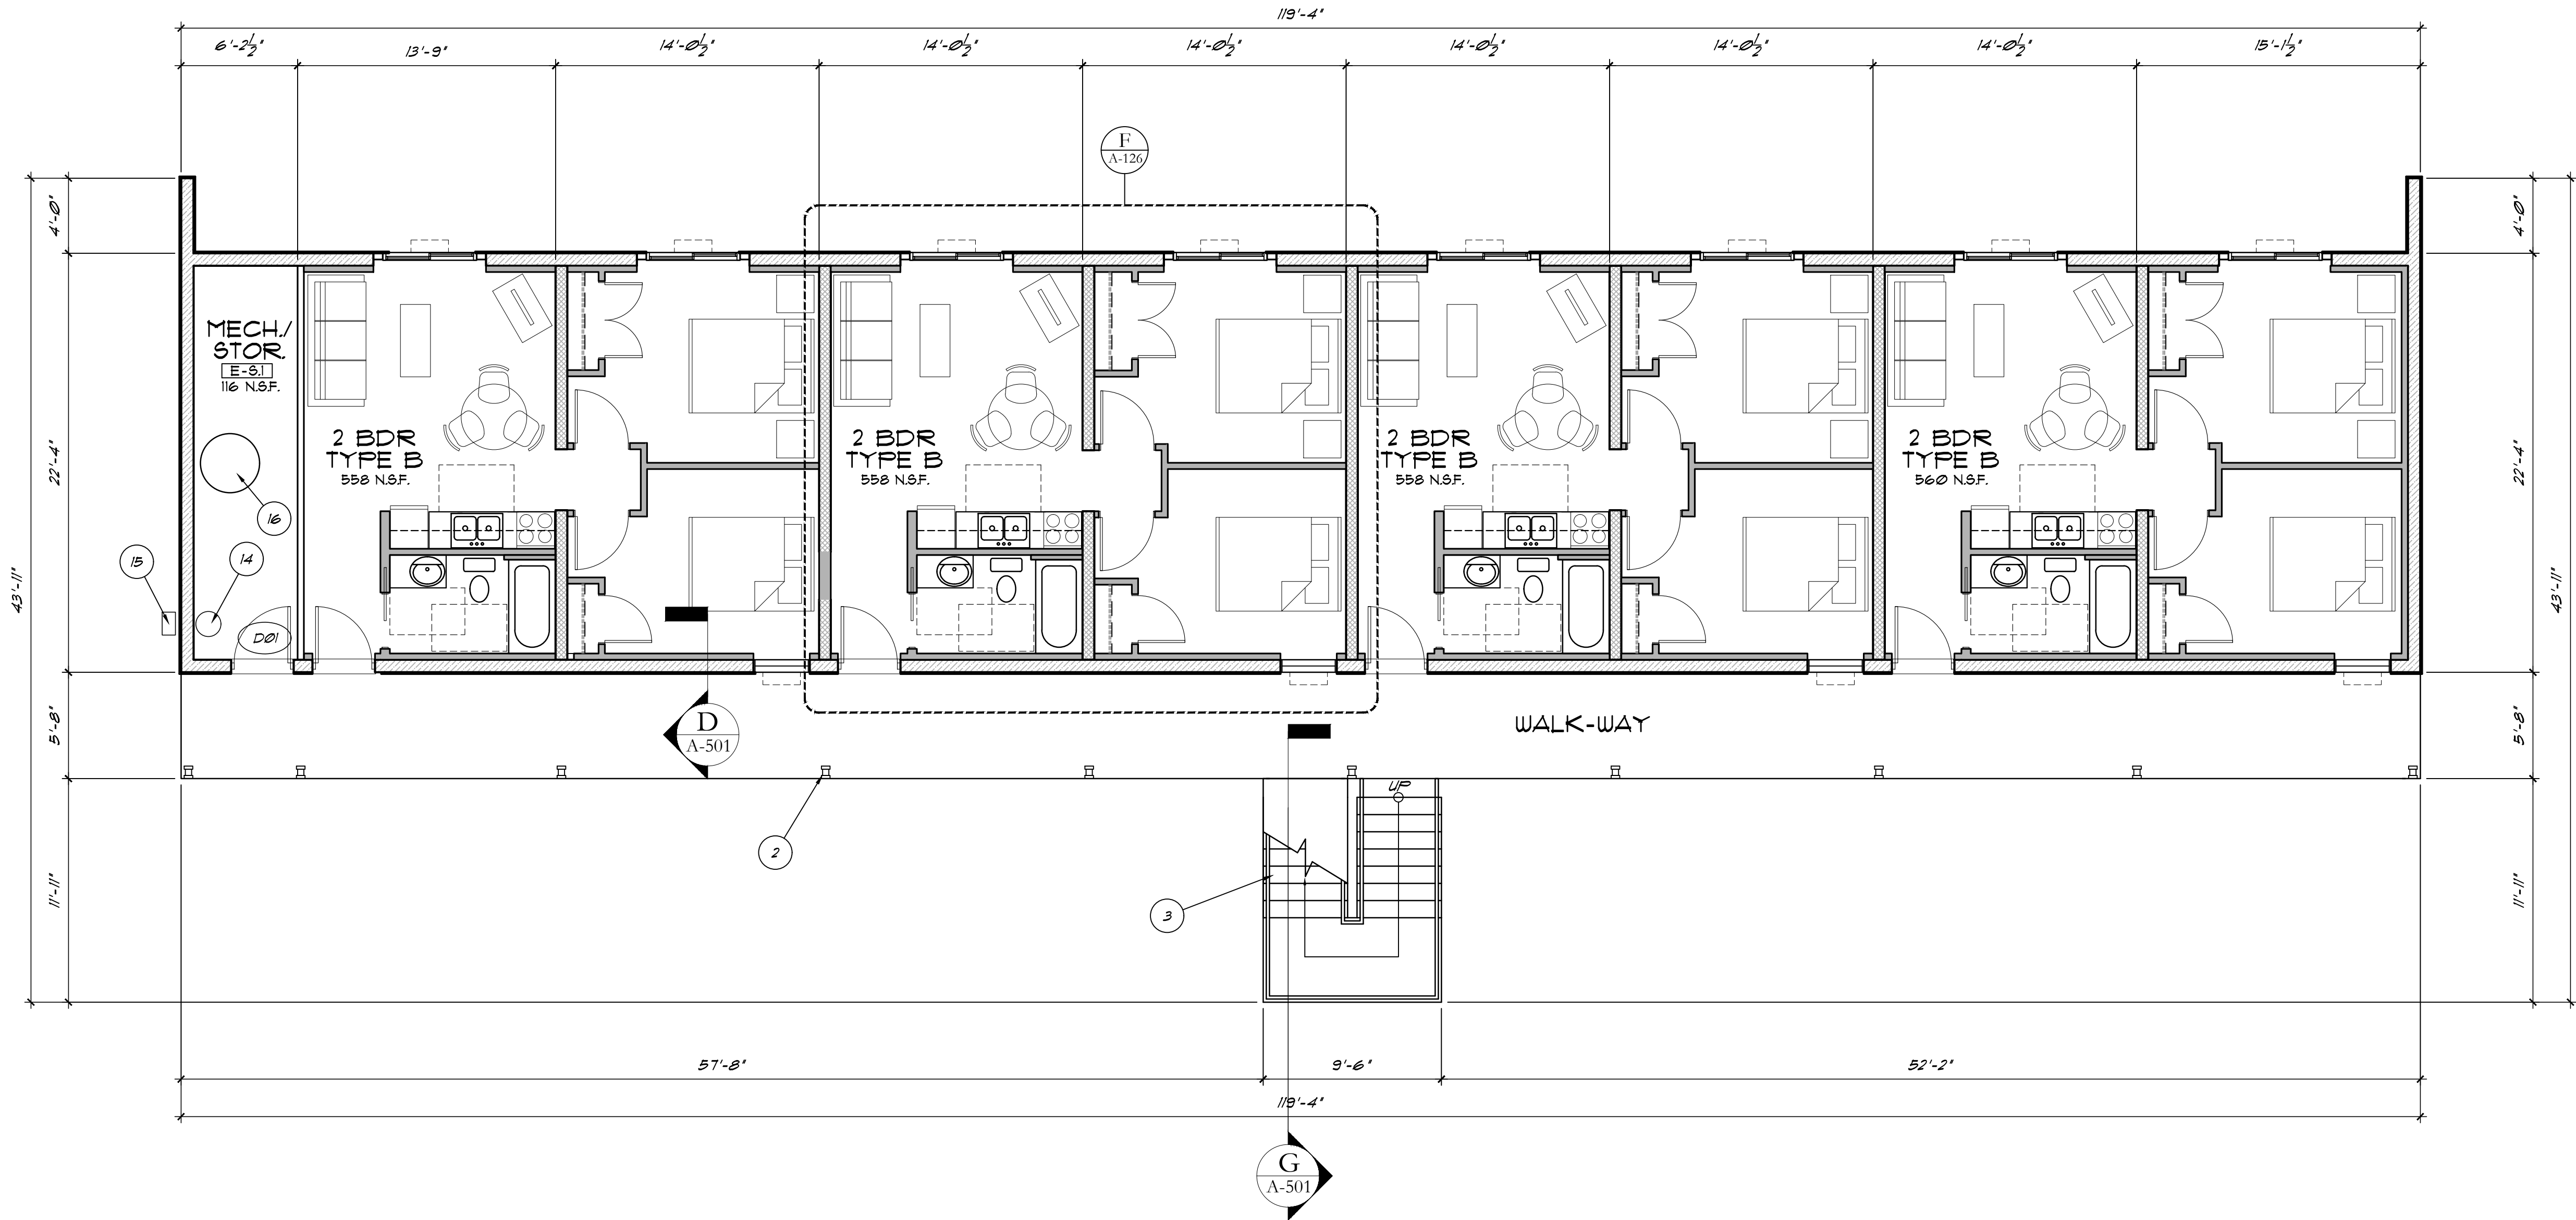 119'-4"
6'-2½"
13'-9"
14'-0½"
14'-0½"
14'-0½"
14'-0½"
14'-0½"
14'-0½"
15'-1½"
F
A-126
4'-0"
4'-0"
MECH./
STOR.
E-S.1
116 N.S.F.
2 BDR
TYPE B
558 N.S.F.
2 BDR
TYPE B
558 N.S.F.
2 BDR
TYPE B
558 N.S.F.
2 BDR
TYPE B
560 N.S.F.
22'-4"
22'-4"
16
15
14
D01
43'-11"
43'-11"
5'-8"
D
A-501
WALK-WAY
5'-8"
UP
2
3
11'-11"
11'-11"
57'-8"
9'-6"
52'-2"
119'-4"
G
A-501